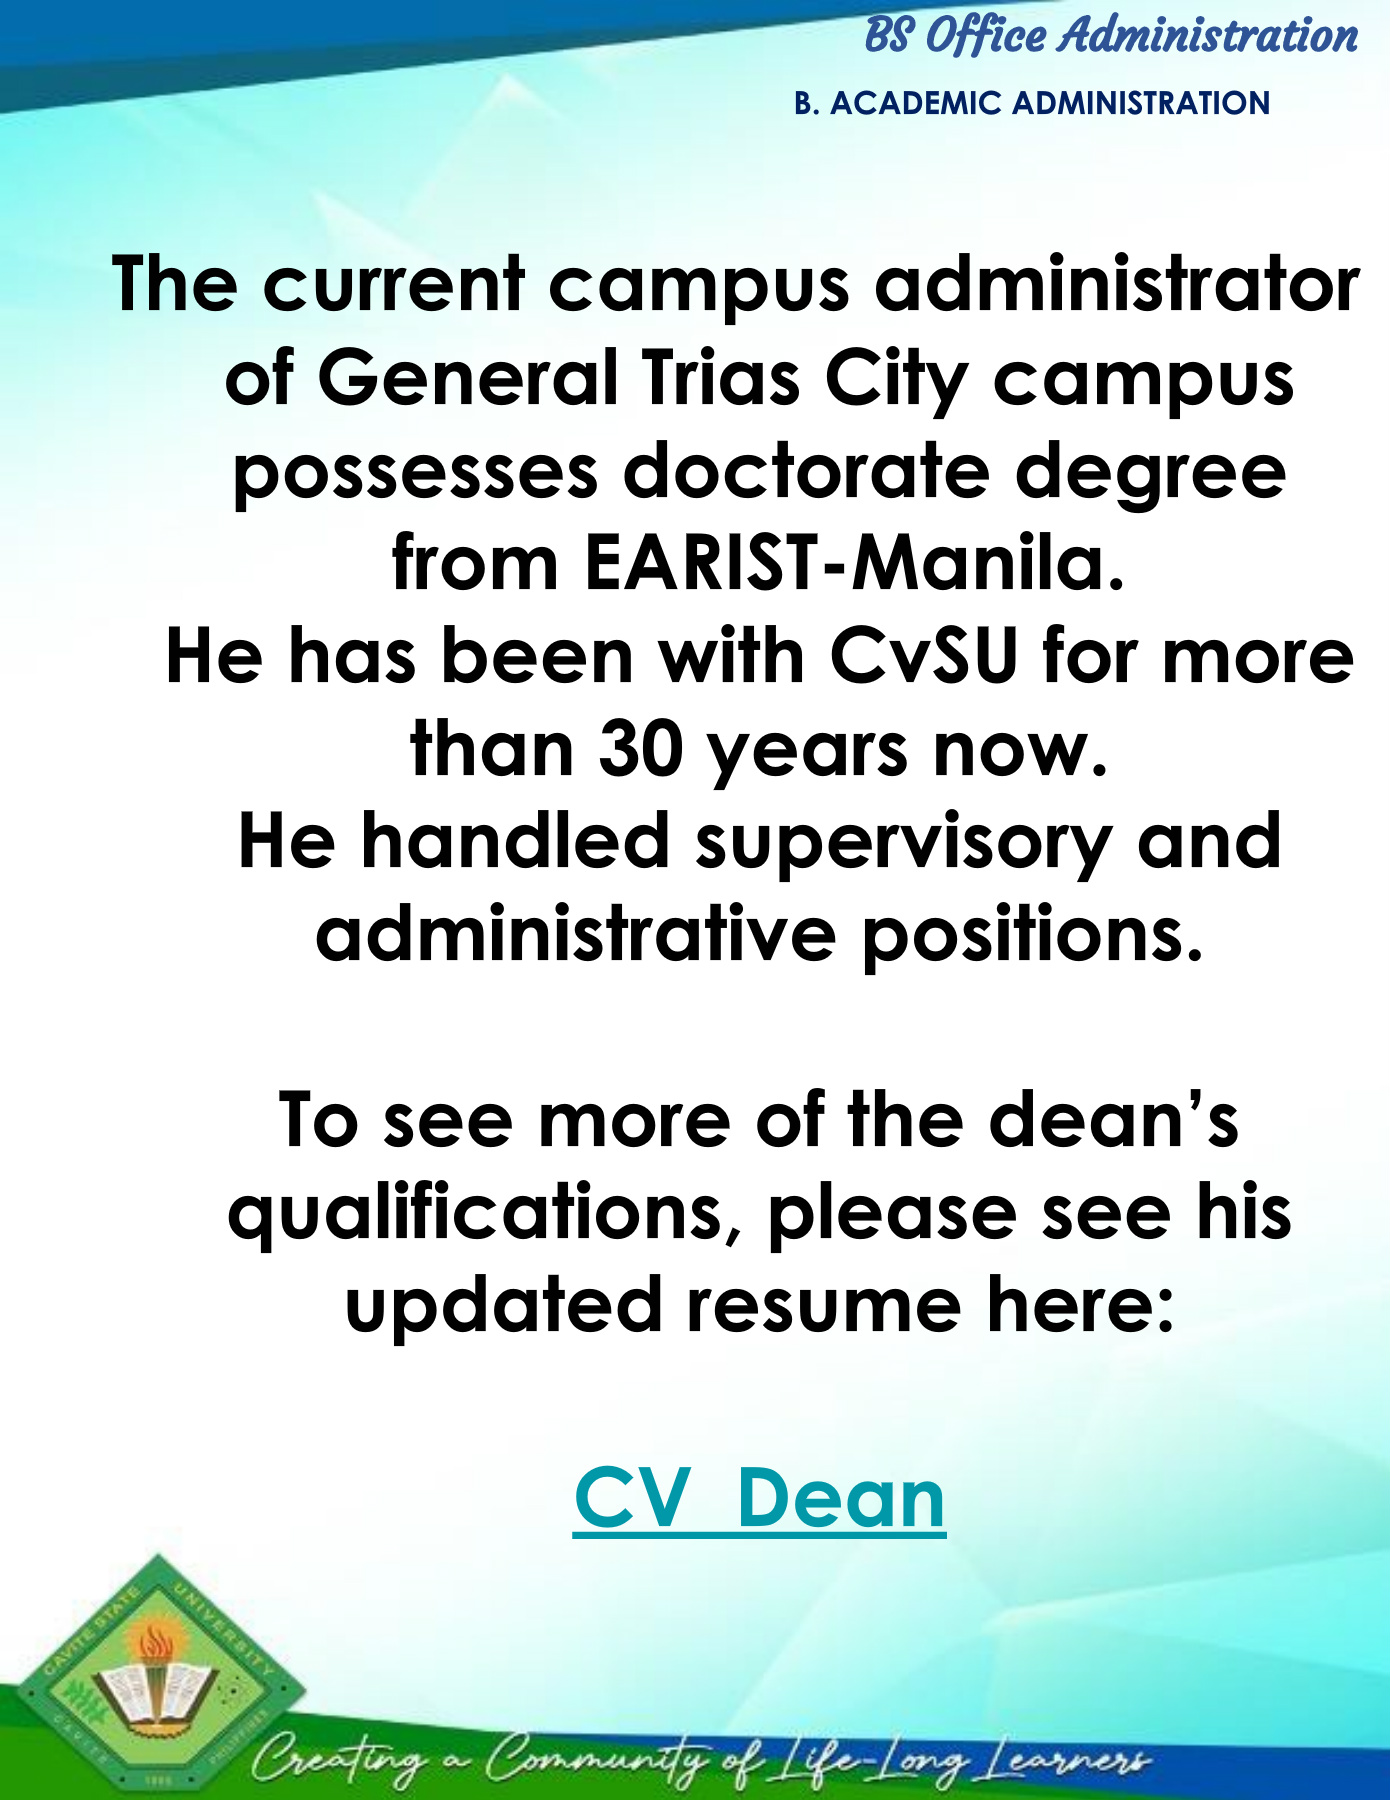 BS Office Administration
B. ACADEMIC ADMINISTRATION
The current campus administrator
of General Trias City campus
possesses doctorate degree
from EARIST-Manila.
He has been with CvSU for more
than 30 years now.
He handled supervisory and
administrative positions.
To see more of the dean’s
qualifications, please see his
updated resume here:
CV Dean
CAVITE STATE UNIVERSITY
CAVITE
PHILIPPINES
Creating a Community of Life-Long Learners